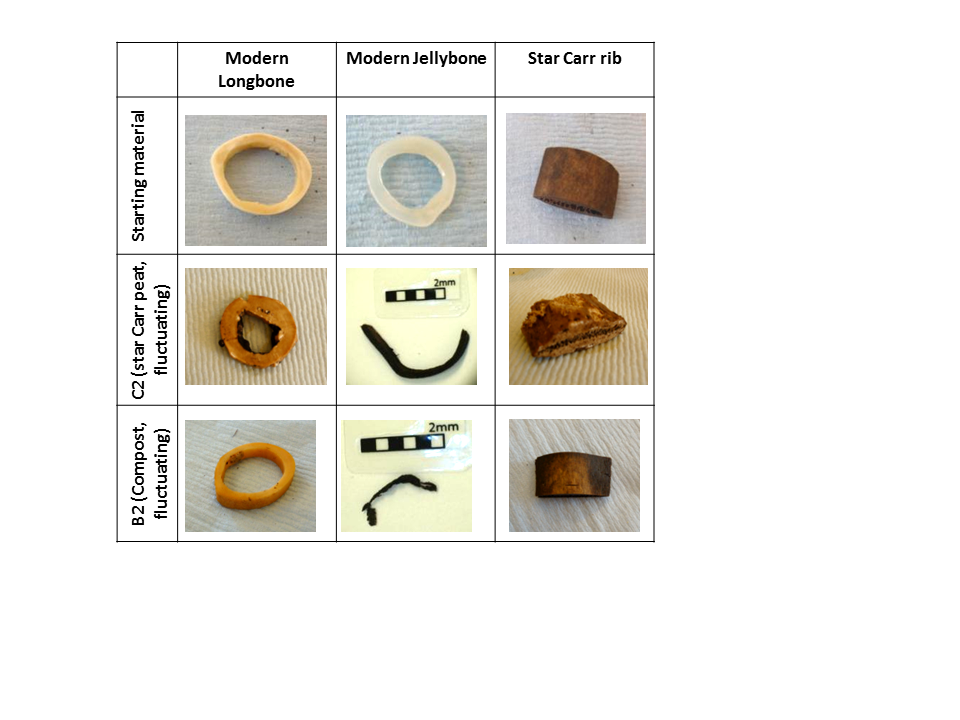 Modern
Longbone
Modern Jellybone
Star Carr rib
Starting material
C2 (star Carr peat,
fluctuating)
2mm
B2 (Compost,
fluctuating)
2mm